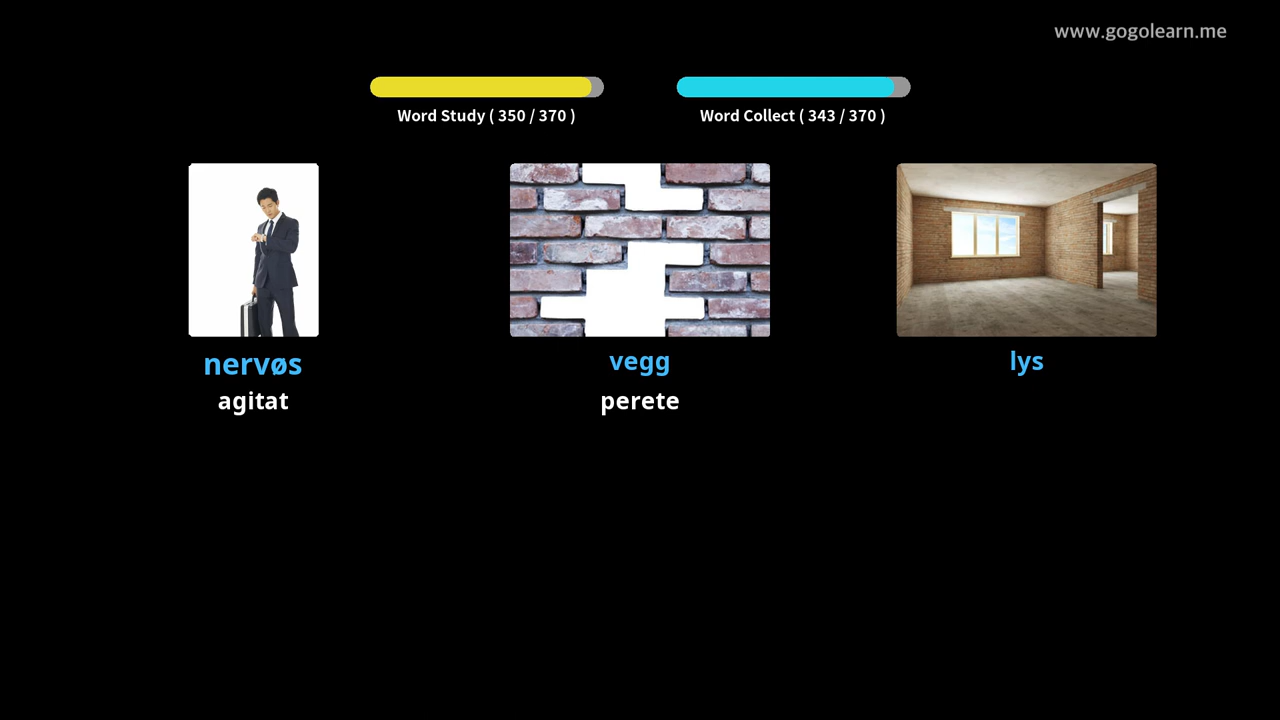 www.gogolearn.me
Word Study ( 350 / 370 )
Word Collect ( 343 / 370 )
nervøs
vegg
lys
agitat
perete